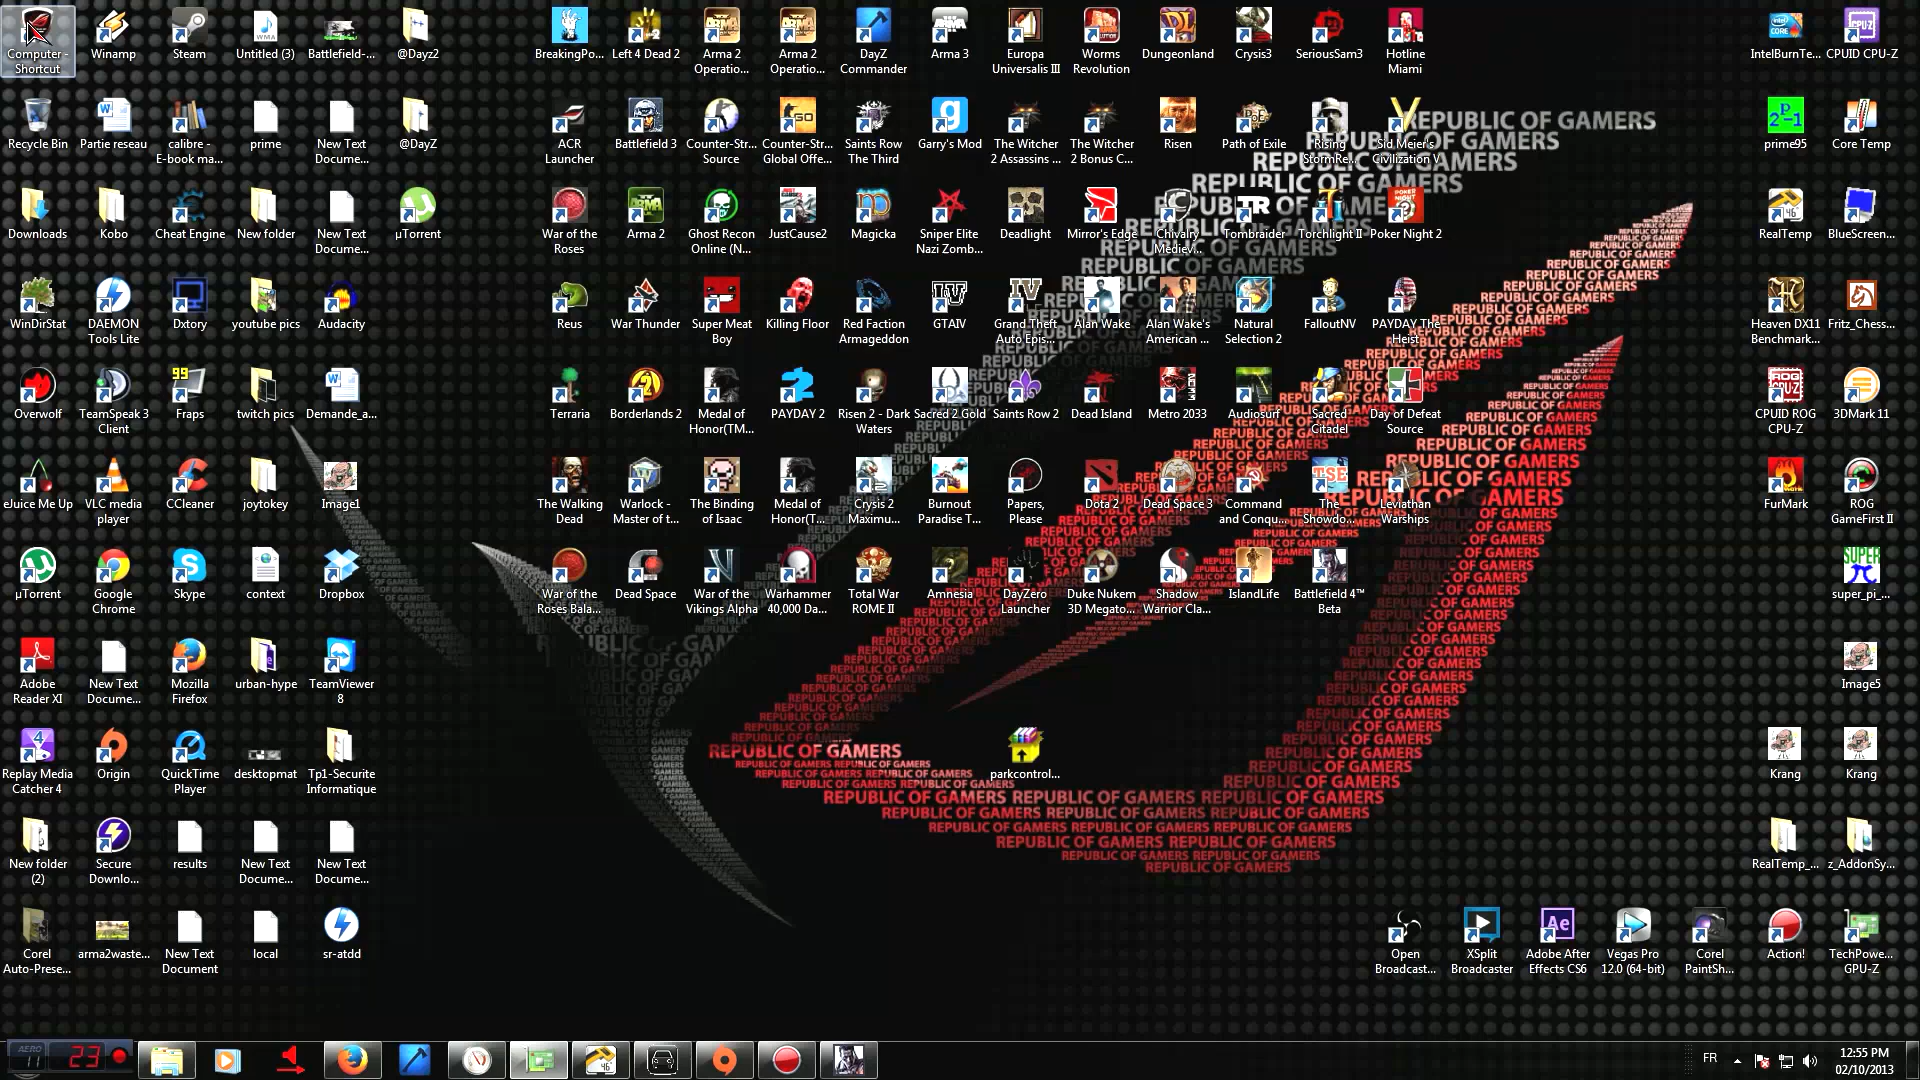 Computer - Shortcut
Winamp
Steam
Untitled (3)
Battlefield-...
@Dayz2
BreakingPo...
Left 4 Dead 2
Arma 2 Operatio...
Arma 2 Operatio...
DayZ Commander
Arma 3
Europa Universalis III
Worms Revolution
Dungeonland
Crysis3
SeriousSam3
Hotline Miami
IntelBurnTe...
CPUID CPU-Z
Recycle Bin
Partie reseau
calibre - E-book ma...
prime
New Text Docume...
@DayZ
ACR Launcher
Battlefield 3
Counter-Str... Source
Counter-Str... Global Offe...
Saints Row The Third
Garry's Mod
The Witcher 2 Assassins ...
The Witcher 2 Bonus C...
Risen
Path of Exile
Rising StormRe...
Sid Meier's Civilization V
prime95
Core Temp
Downloads
Kobo
Cheat Engine
New folder
New Text Docume...
µTorrent
War of the Roses
Arma 2
Ghost Recon Online (N...
JustCause2
Magicka
Sniper Elite Nazi Zomb...
Deadlight
Mirror's Edge
Chivalry Mediev...
Tombraider
Torchlight II
Poker Night 2
RealTemp
BlueScreen...
WinDirStat
DAEMON Tools Lite
Dxtory
youtube pics
Audacity
Reus
War Thunder
Super Meat Boy
Killing Floor
Red Faction Armageddon
GTAIV
Grand Theft Auto Epis...
Alan Wake
Alan Wake's American ...
Natural Selection 2
FalloutNV
PAYDAY The Heist
Heaven DX11 Benchmark...
Fritz_Chess...
Overwolf
TeamSpeak 3 Client
Fraps
twitch pics
Demande_a...
Terraria
Borderlands 2
Medal of Honor(TM...
PAYDAY 2
Risen 2 - Dark Waters
Sacred 2 Gold
Saints Row 2
Dead Island
Metro 2033
Audiosurf
Sacred Citadel
Day of Defeat Source
CPUID ROG CPU-Z
3DMark 11
eJuice Me Up
VLC media player
CCleaner
joytokey
Image1
The Walking Dead
Warlock - Master of t...
The Binding of Isaac
Medal of Honor(T...
Crysis 2 Maximu...
Burnout Paradise T...
Papers, Please
Dota 2
Dead Space 3
Command and Conqu...
The Showdo...
Leviathan Warships
FurMark
ROG GameFirst II
µTorrent
Google Chrome
Skype
context
Dropbox
War of the Roses Bala...
Dead Space
War of the Vikings Alpha
Warhammer 40,000 Da...
Total War ROME II
Amnesia
DayZero Launcher
Duke Nukem 3D Megato...
Shadow Warrior Cla...
IslandLife
Battlefield 4™ Beta
super_pi_...
Adobe Reader XI
New Text Docume...
Mozilla Firefox
urban-hype
TeamViewer 8
Image5
Replay Media Catcher 4
Origin
QuickTime Player
desktopmat
Tp1-Securite Informatique
parkcontrol...
Krang
Krang
New folder (2)
Secure Downlo...
results
New Text Docume...
New Text Docume...
RealTemp_...
z_AddonSy...
Corel Auto-Prese...
arma2waste...
New Text Document
local
sr-atdd
Open Broadcast...
XSplit Broadcaster
Adobe After Effects CS6
Vegas Pro 12.0 (64-bit)
Corel PaintSh...
Action!
TechPowe... GPU-Z
REPUBLIC OF GAMERS
REPUBLIC OF GAMERS
REPUBLIC OF GAMERS
REPUBLIC OF GAMERS
AERO 11
23
FR
12:55 PM
02/10/2013